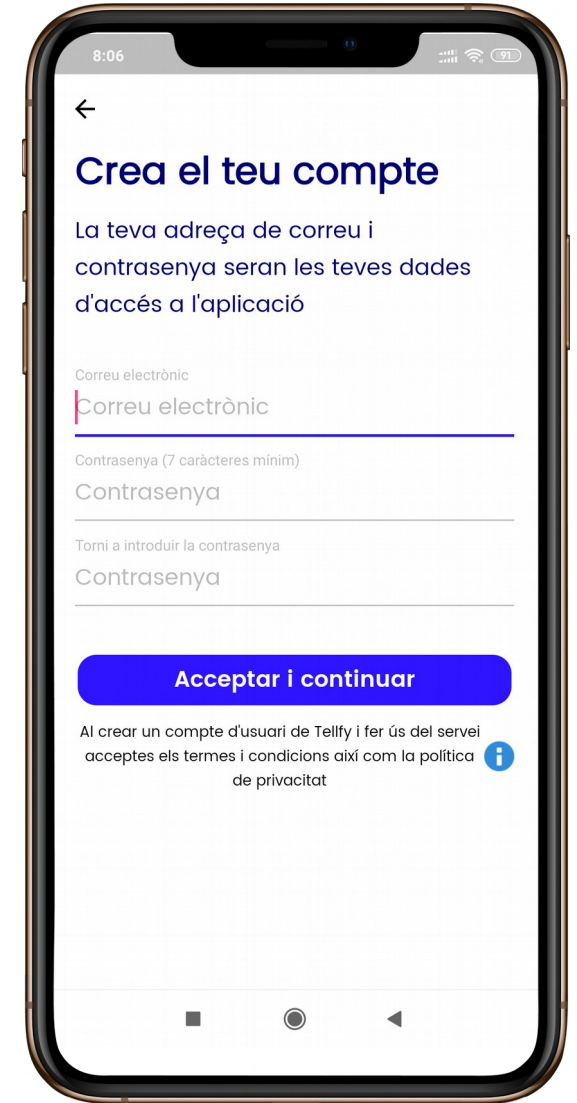 8:06
91
Crea el teu compte
La teva adreça de correu i
contrasenya seran les teves dades
d'accés a l'aplicació
Correu electrònic
Correu electrònic
Contrasenya (7 caràcteres mínim)
Contrasenya
Torni a introduir la contrasenya
Contrasenya
Acceptar i continuar
Al crear un compte d'usuari de Tellfy i fer ús del servei
acceptes els termes i condicions així com la política
de privacitat